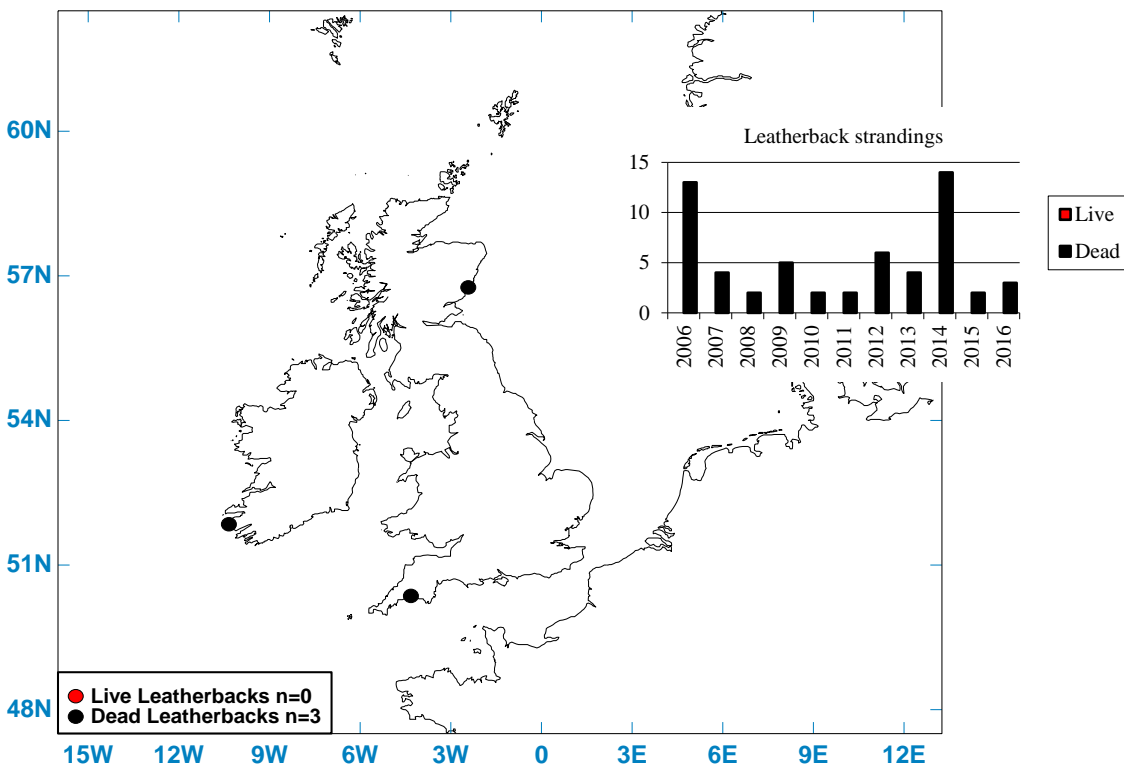 60N
57N
54N
51N
48N
15W 12W 9W 6W 3W 0 3E 6E 9E 12E
Leatherback strandings
15
10
5
0
2006 2007 2008 2009 2010 2011 2012 2013 2014 2015 2016
Live
Dead
Live Leatherbacks n=0
Dead Leatherbacks n=3